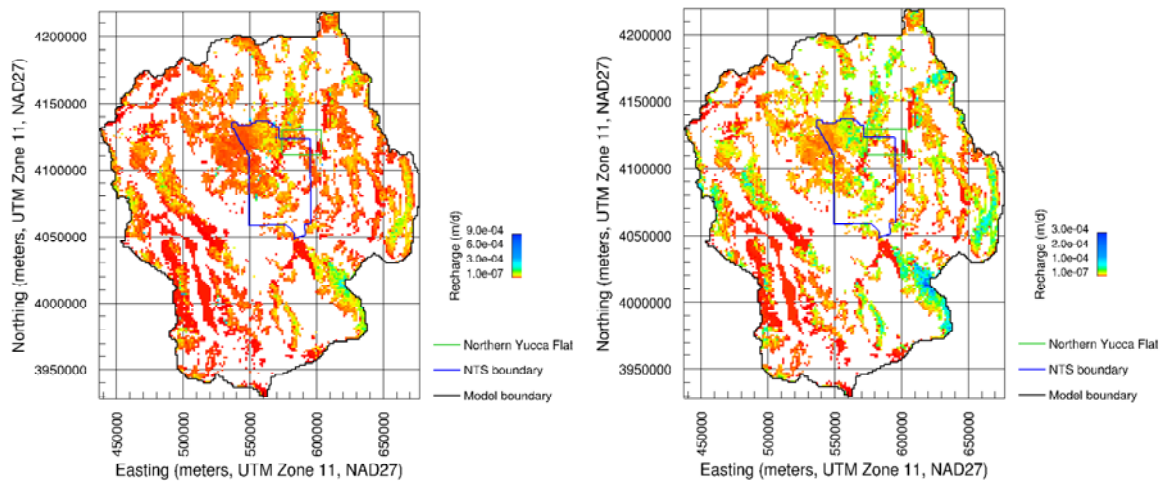 Northing (meters, UTM Zone 11, NAD27)
4200000
4150000
4100000
4050000
4000000
3950000
450000
500000
550000
600000
650000
Easting (meters, UTM Zone 11, NAD27)
Recharge (m/d)
9.0e-04
6.0e-04
3.0e-04
1.0e-07
Northern Yucca Flat
NTS boundary
Model boundary
Northing (meters, UTM Zone 11, NAD27)
4200000
4150000
4100000
4050000
4000000
3950000
450000
500000
550000
600000
650000
Easting (meters, UTM Zone 11, NAD27)
Recharge (m/d)
3.0e-04
2.0e-04
1.0e-04
1.0e-07
Northern Yucca Flat
NTS boundary
Model boundary